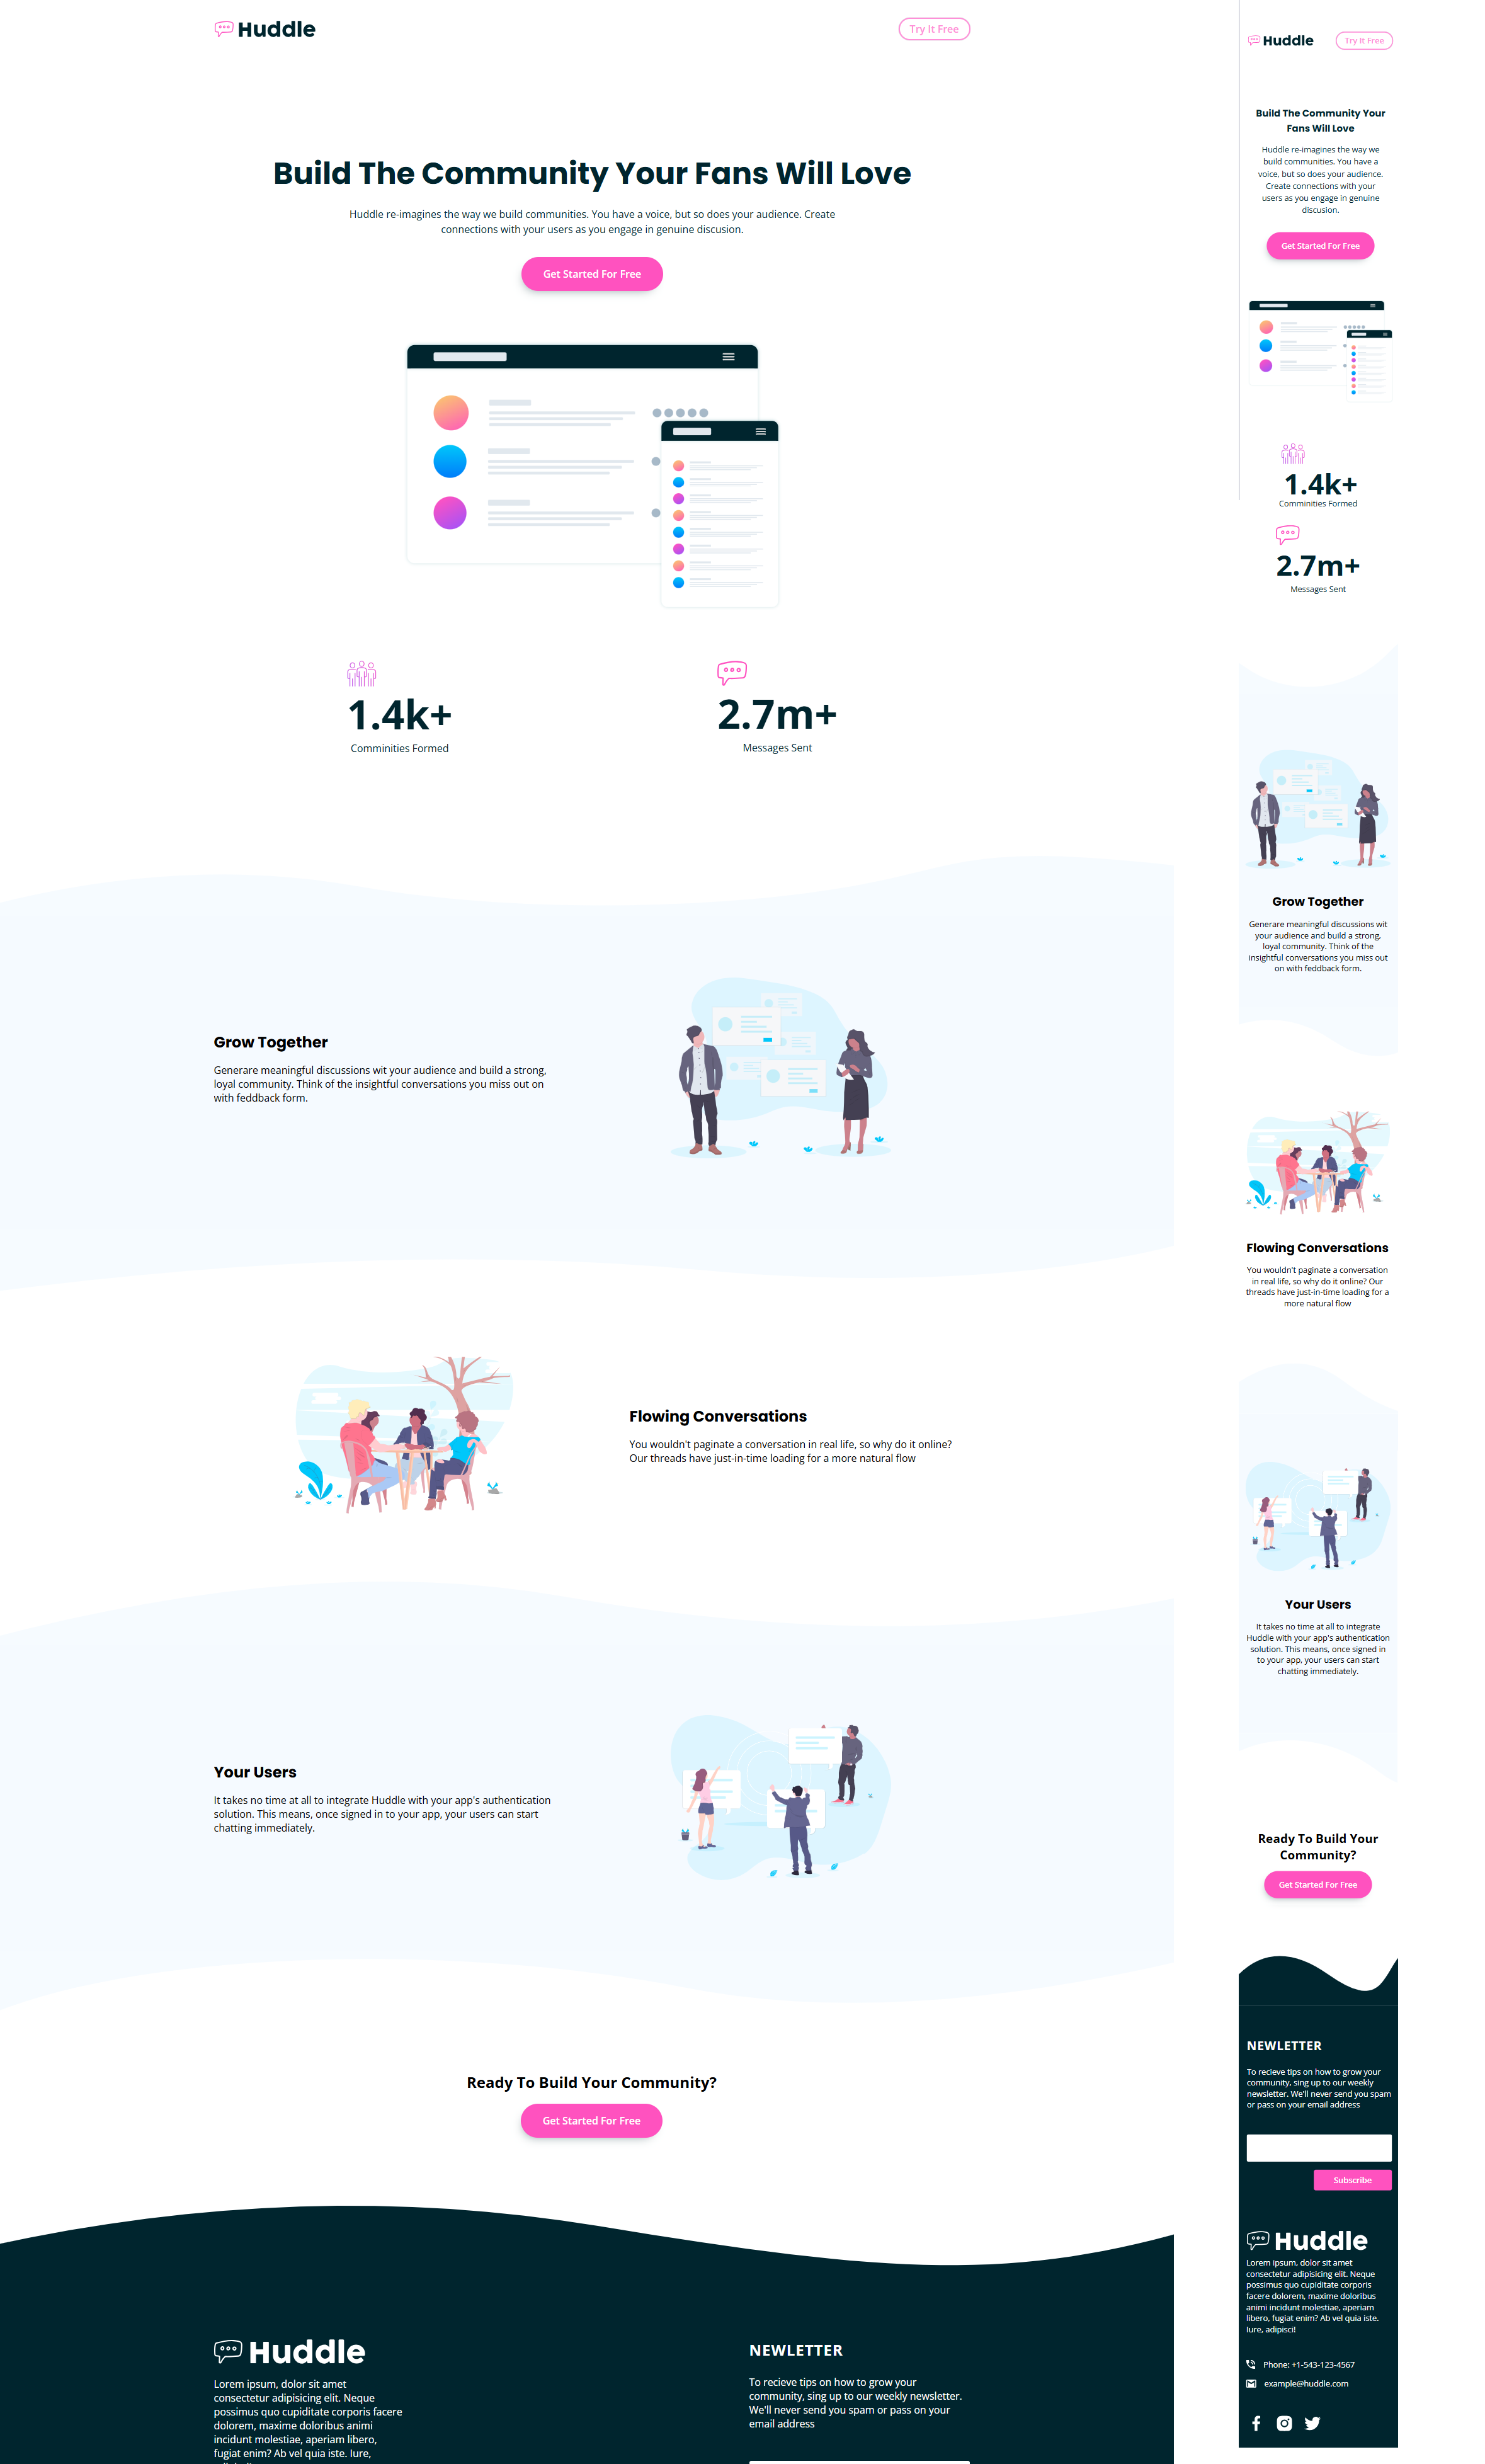 Huddle
Try It Free
Build The Community Your Fans Will Love
Huddle re-imagines the way we build communities. You have a voice, but so does your audience. Create
connections with your users as you engage in genuine discusion.
Get Started For Free
1.4k+
Comminities Formed
2.7m+
Messages Sent
Grow Together
Generare meaningful discussions wit your audience and build a strong,
loyal community. Think of the insightful conversations you miss out on
with feddback form.
Flowing Conversations
You wouldn't paginate a conversation in real life, so why do it online?
Our threads have just-in-time loading for a more natural flow
Your Users
It takes no time at all to integrate Huddle with your app's authentication
solution. This means, once signed in to your app, your users can start
chatting immediately.
Ready To Build Your Community?
Get Started For Free
Huddle
Lorem ipsum, dolor sit amet
consectetur adipisicing elit. Neque
possimus quo cupiditate corporis facere
dolorem, maxime doloribus animi
incidunt molestiae, aperiam libero,
fugiat enim? Ab vel quia iste. Iure,
NEWLETTER
To recieve tips on how to grow your
community, sing up to our weekly newsletter.
We'll never send you spam or pass on your
email address
Huddle
Try It Free
Build The Community Your
Fans Will Love
Huddle re-imagines the way we
build communities. You have a
voice, but so does your audience.
Create connections with your
users as you engage in genuine
discusion.
Get Started For Free
1.4k+
Comminities Formed
2.7m+
Messages Sent
Grow Together
Generare meaningful discussions wit
your audience and build a strong,
loyal community. Think of the
insightful conversations you miss out
on with feddback form.
Flowing Conversations
You wouldn't paginate a conversation
in real life, so why do it online? Our
threads have just-in-time loading for a
more natural flow
Your Users
It takes no time at all to integrate
Huddle with your app's authentication
solution. This means, once signed in
to your app, your users can start
chatting immediately.
Ready To Build Your
Community?
Get Started For Free
NEWLETTER
To recieve tips on how to grow your
community, sing up to our weekly
newsletter. We'll never send you spam
or pass on your email address
Subscribe
Huddle
Lorem ipsum, dolor sit amet
consectetur adipisicing elit. Neque
possimus quo cupiditate corporis
facere dolorem, maxime doloribus
animi incidunt molestiae, aperiam
libero, fugiat enim? Ab vel quia iste.
Iure, adipisci!
Phone: +1-543-123-4567
example@huddle.com